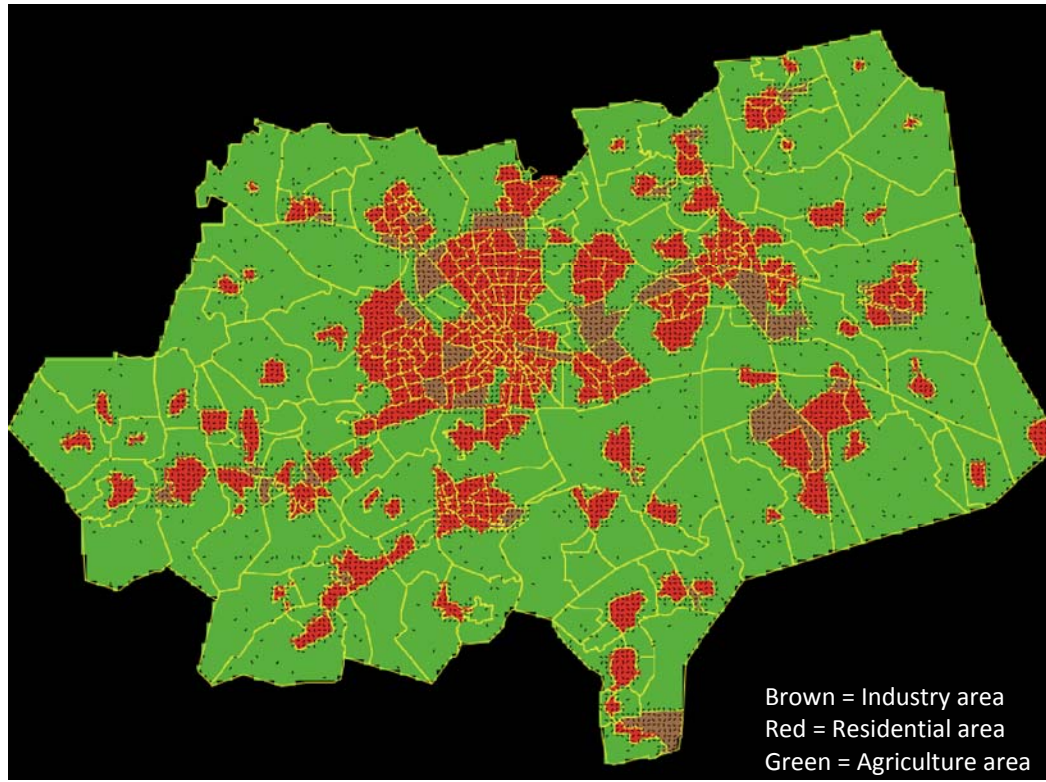 Brown = Industry area
Red = Residential area
Green = Agriculture area